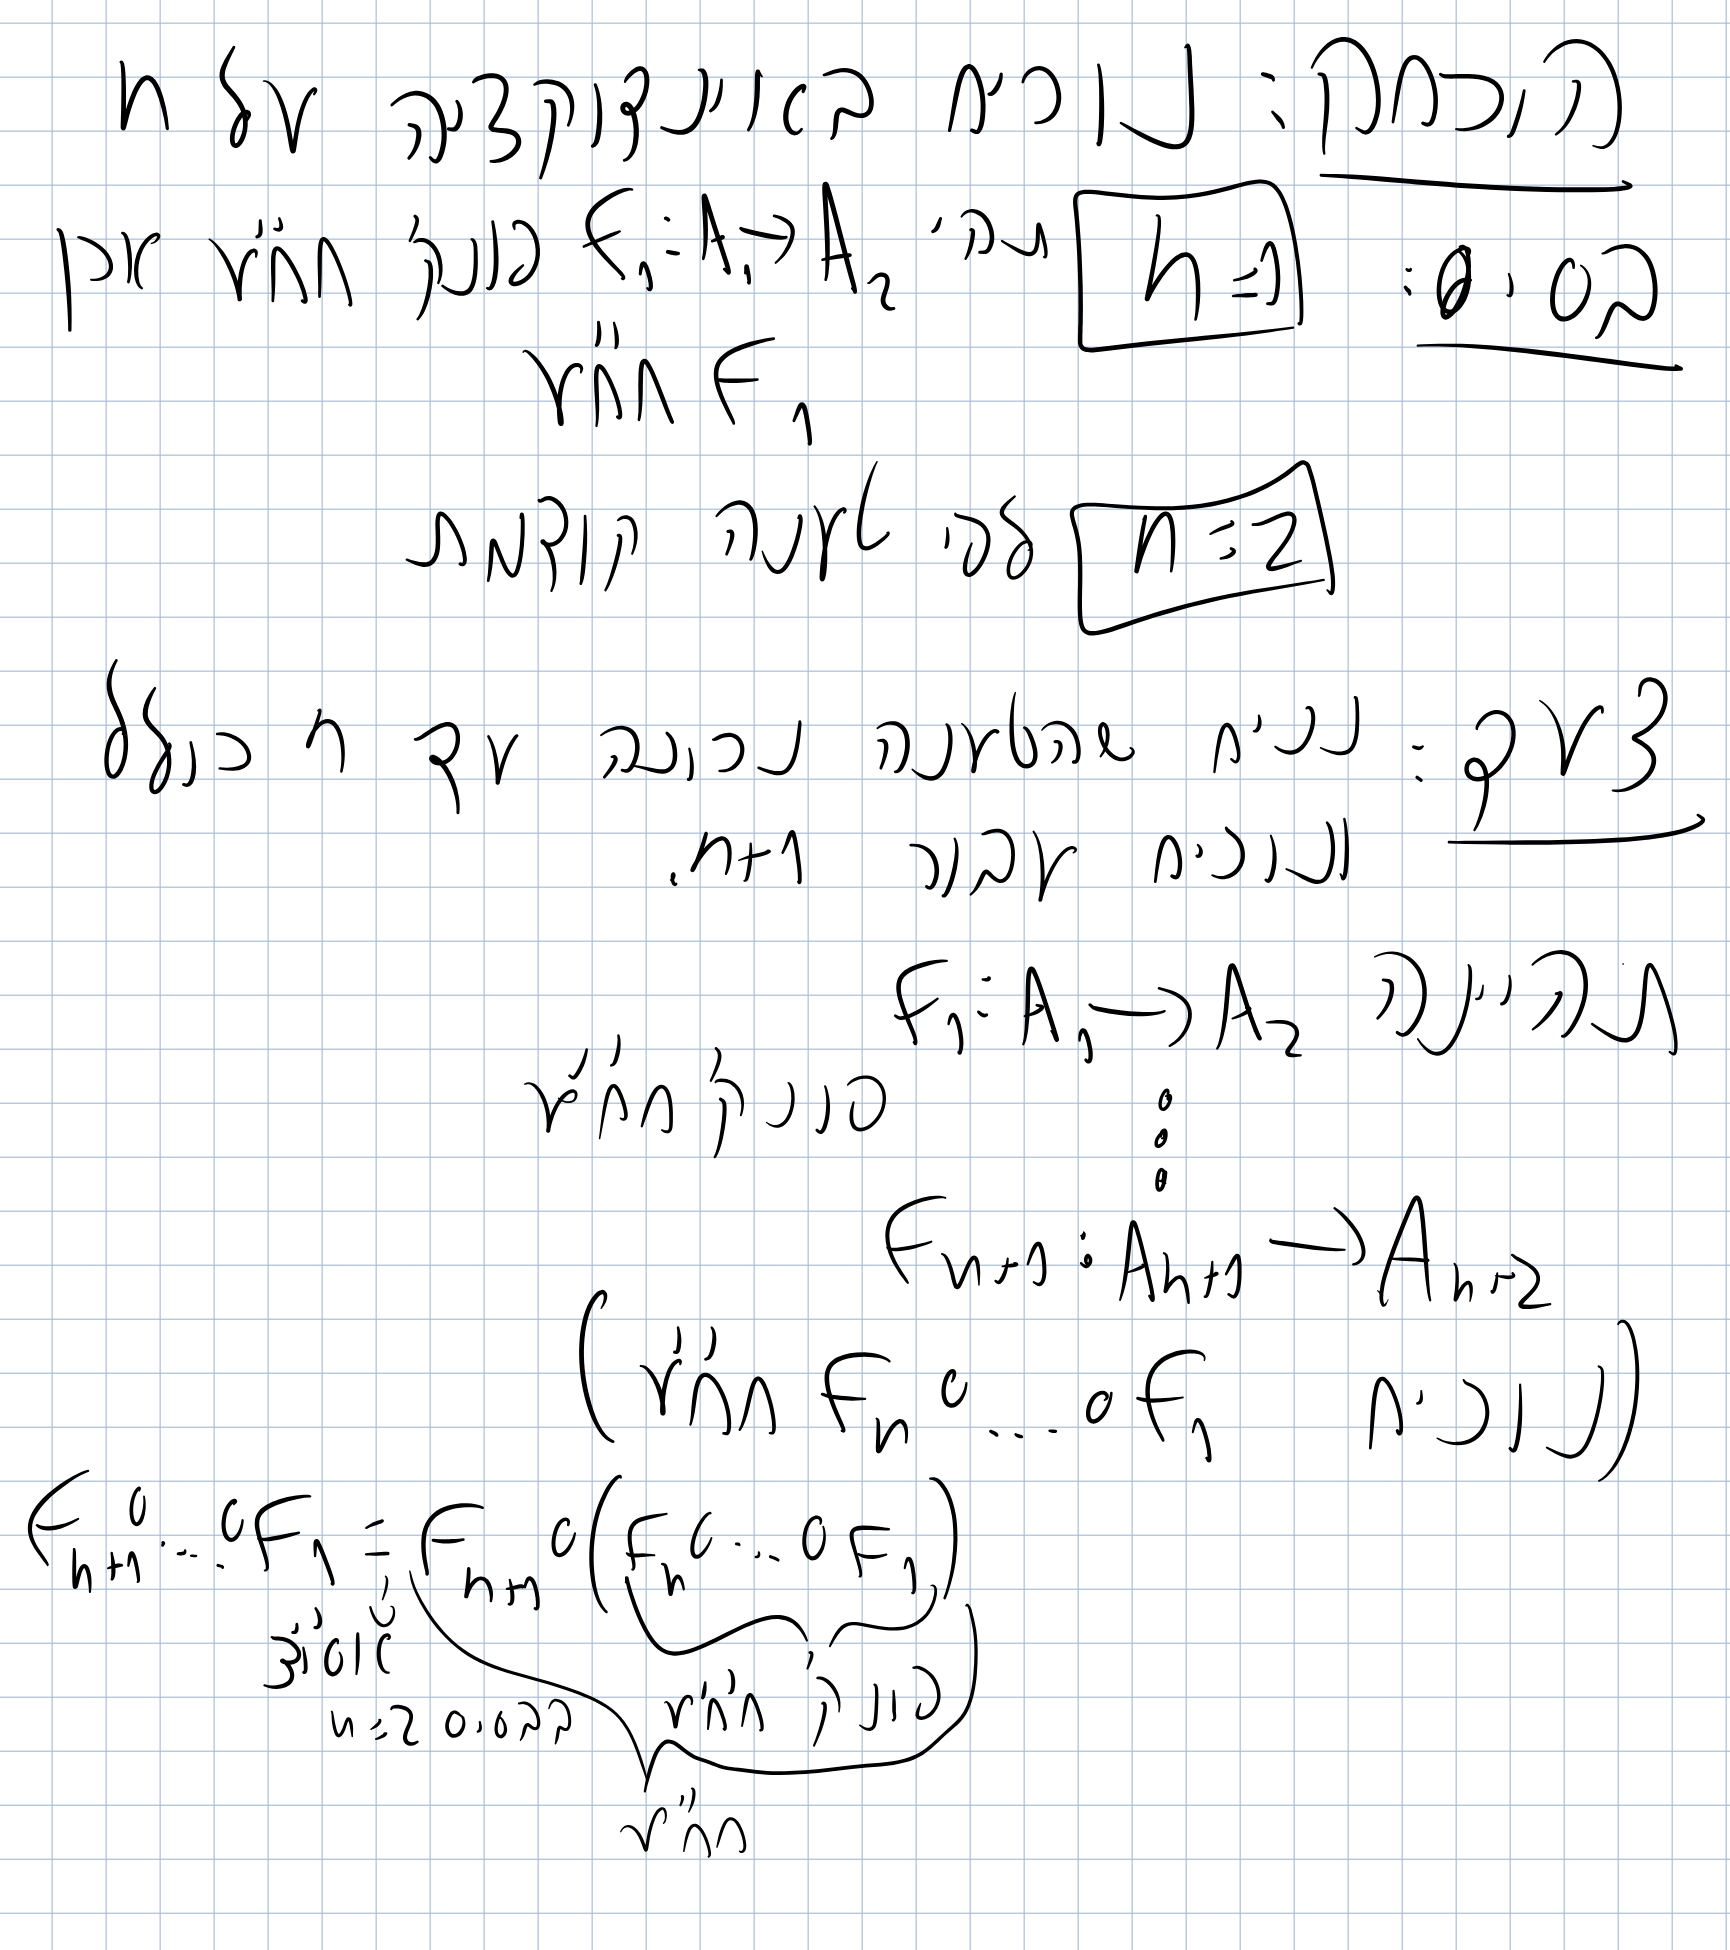 הוכחה: נוכיח באינדוקציה על n
בסיס: n=1 תהי f₁:A₁→A₂ פונק' חח"ע אכן
f₁ חח"ע
n=2 לפי טענה קודמת
צעד: נניח שהטענה נכונה עד n כולל
ונוכיח עבור n+1.
תהיינה f₁:A₁→A₂
⋮
פונק' חח"ע
fₙ₊₁:Aₙ₊₁→Aₙ₊₂
(נוכיח fₙ∘...∘f₁ חח"ע)
fₙ₊₁∘...∘f₁ = fₙ₊₁∘(fₙ∘...∘f₁)
אסוצ'
פונק' חח"ע
בבסיס n=2
חח"ע